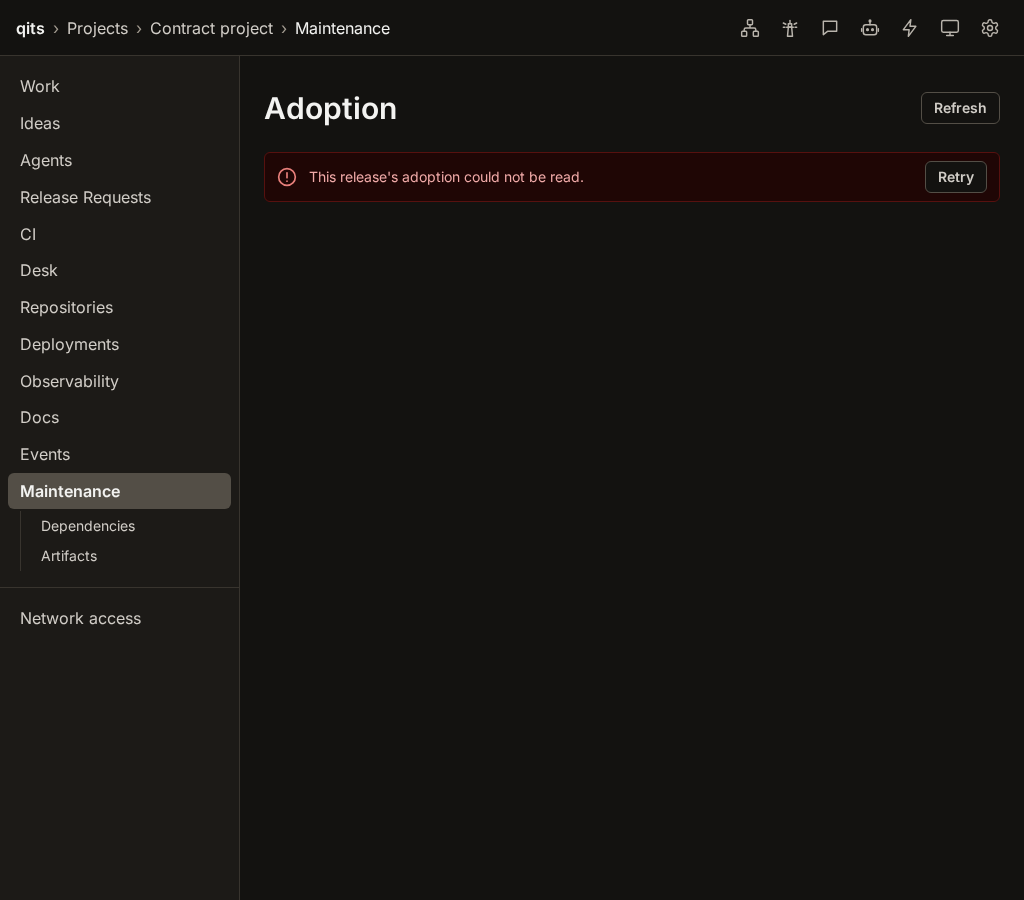 qits › Projects › Contract project › Maintenance
Work
Ideas
Agents
Release Requests
CI
Desk
Repositories
Deployments
Observability
Docs
Events
Maintenance
Dependencies
Artifacts
Network access
Adoption
Refresh
This release's adoption could not be read.
Retry